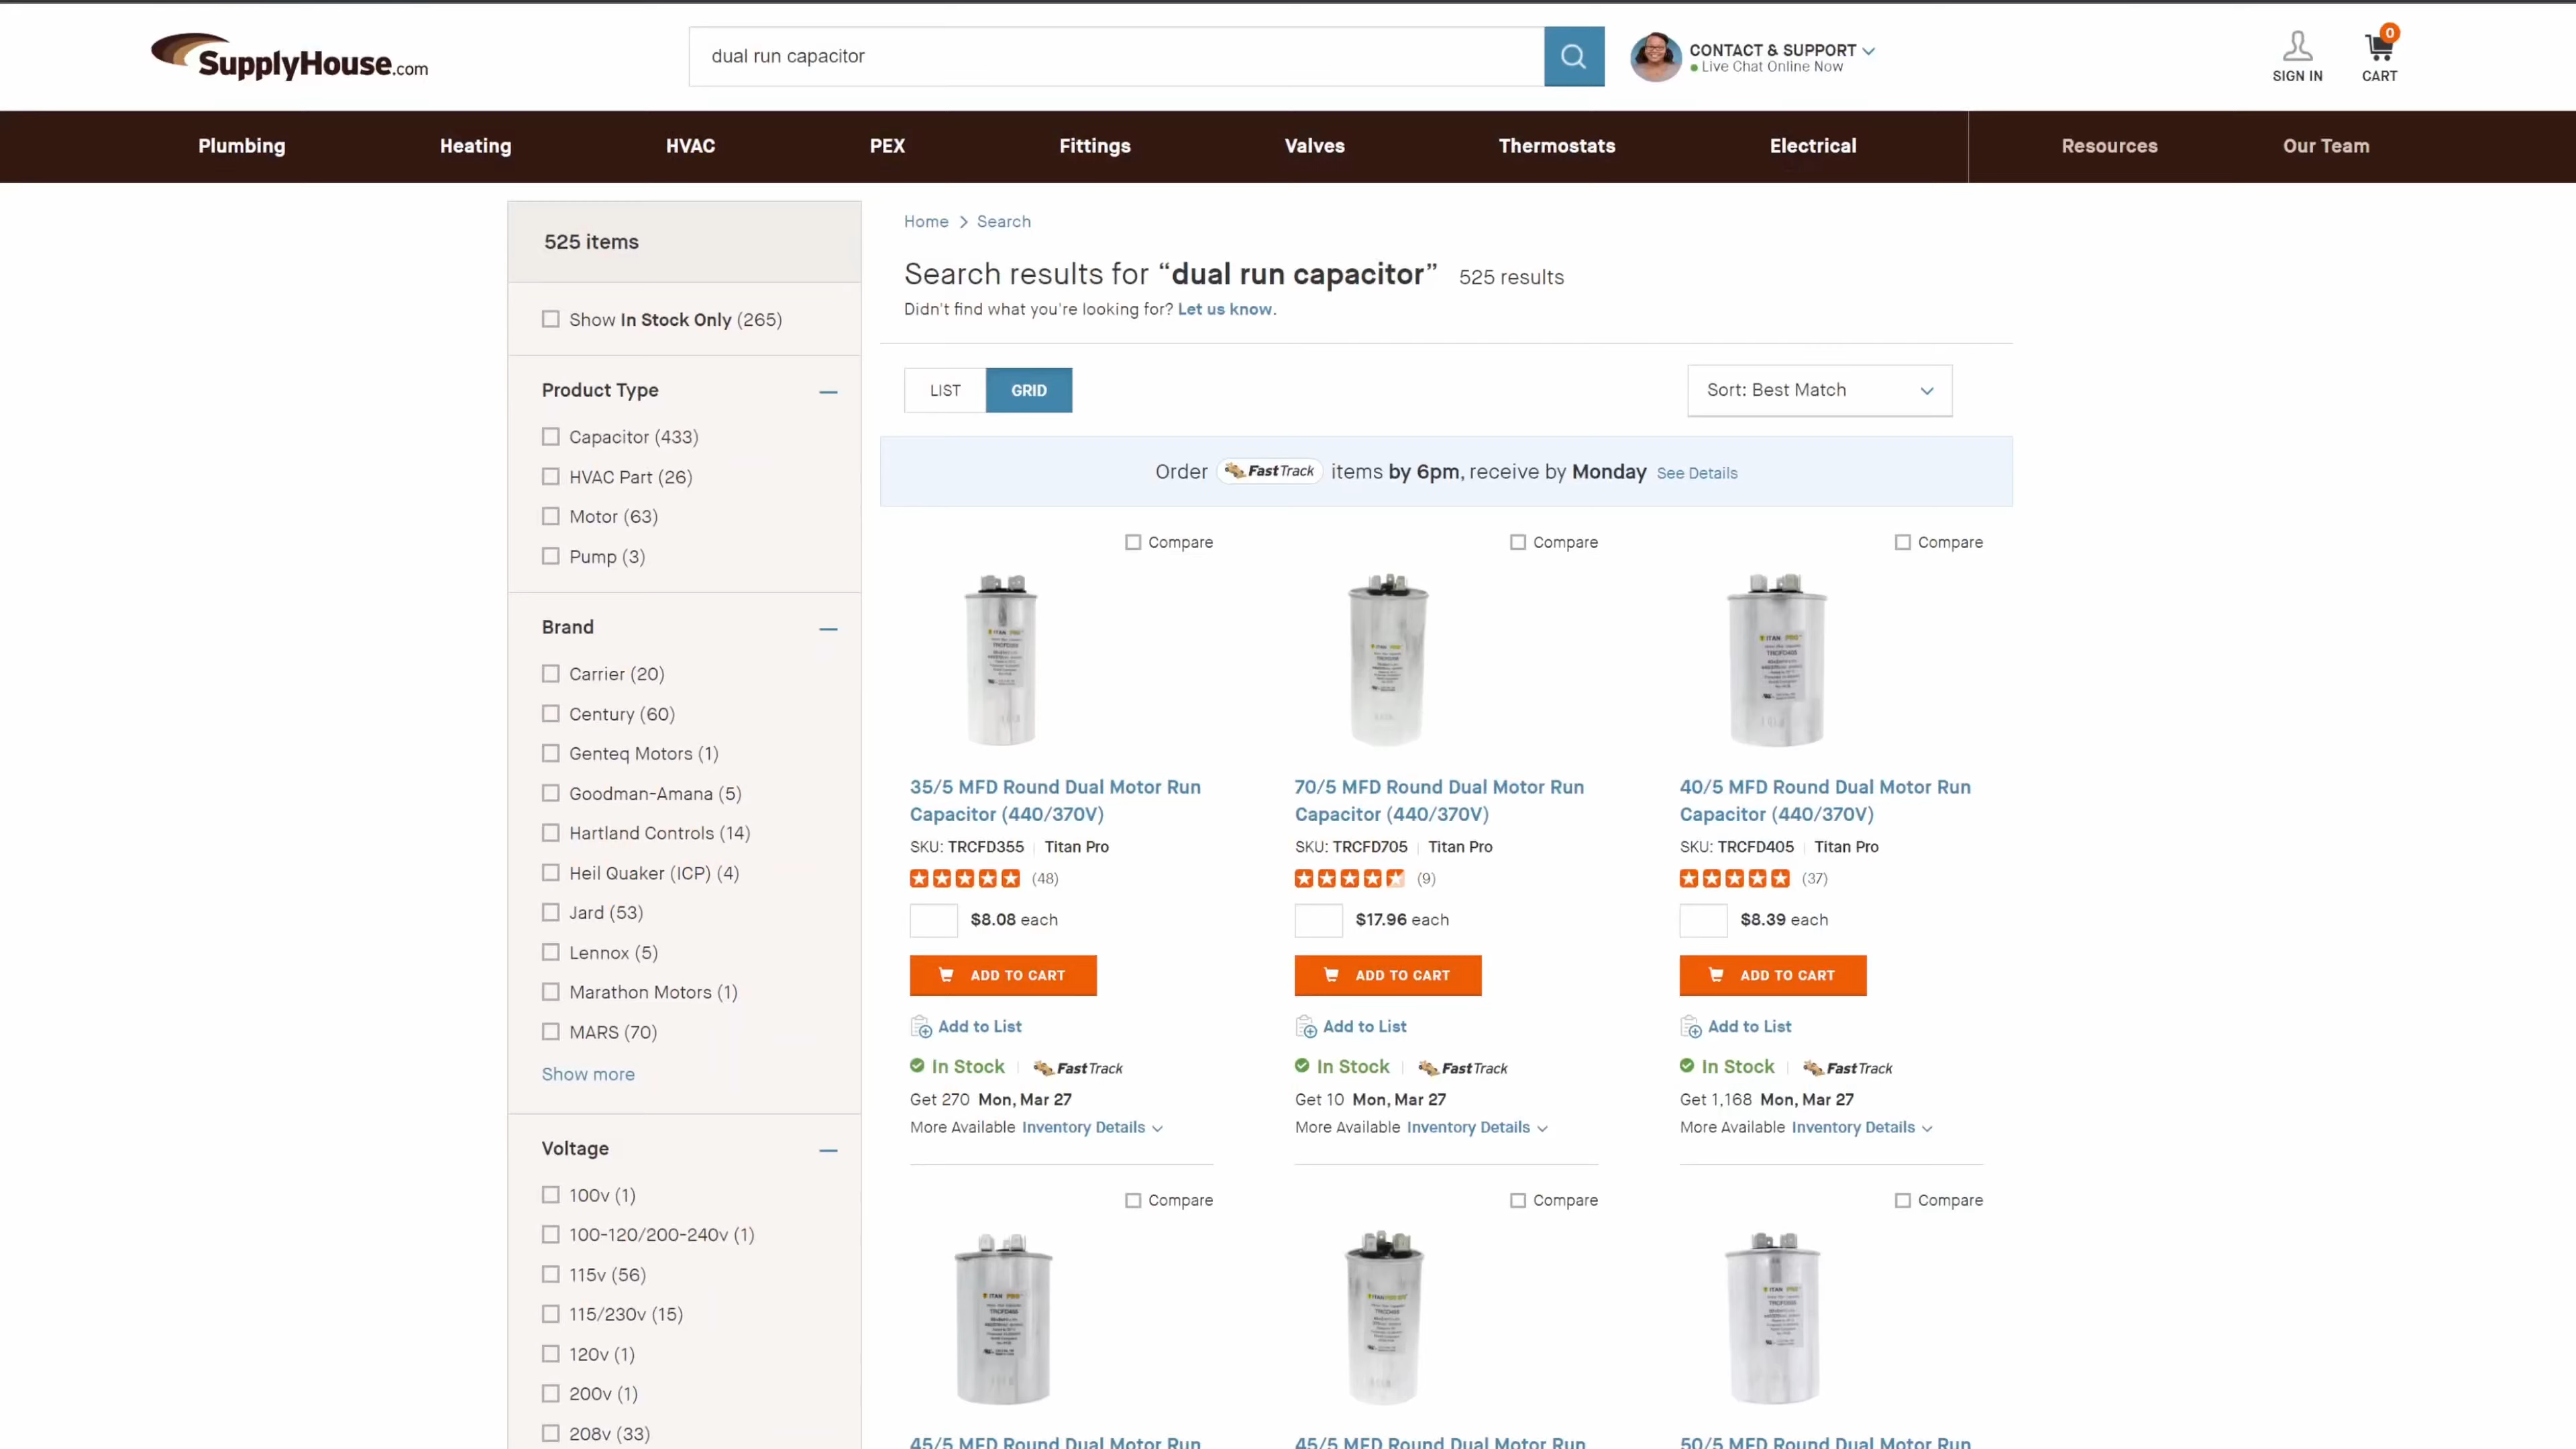 SupplyHouse.com
dual run capacitor
CONTACT & SUPPORT
Live Chat Online Now
SIGN IN
0
CART
Plumbing
Heating
HVAC
PEX
Fittings
Valves
Thermostats
Electrical
Resources
Our Team
525 items
Show In Stock Only (265)
Product Type
Capacitor (433)
HVAC Part (26)
Motor (63)
Pump (3)
Brand
Carrier (20)
Century (60)
Genteq Motors (1)
Goodman-Amana (5)
Hartland Controls (14)
Heil Quaker (ICP) (4)
Jard (53)
Lennox (5)
Marathon Motors (1)
MARS (70)
Show more
Voltage
100v (1)
100-120/200-240v (1)
115v (56)
115/230v (15)
120v (1)
200v (1)
208v (33)
Home > Search
Search results for “dual run capacitor” 525 results
Didn't find what you're looking for? Let us know.
LIST
GRID
Sort: Best Match
Order FastTrack items by 6pm, receive by Monday See Details
Compare
35/5 MFD Round Dual Motor Run
Capacitor (440/370V)
SKU: TRCFD355 | Titan Pro
(48)
$8.08 each
ADD TO CART
Add to List
In Stock | FastTrack
Get 270 Mon, Mar 27
More Available Inventory Details
Compare
70/5 MFD Round Dual Motor Run
Capacitor (440/370V)
SKU: TRCFD705 | Titan Pro
(9)
$17.96 each
ADD TO CART
Add to List
In Stock | FastTrack
Get 10 Mon, Mar 27
More Available Inventory Details
Compare
40/5 MFD Round Dual Motor Run
Capacitor (440/370V)
SKU: TRCFD405 | Titan Pro
(37)
$8.39 each
ADD TO CART
Add to List
In Stock | FastTrack
Get 1,168 Mon, Mar 27
More Available Inventory Details
Compare
45/5 MFD Round Dual Motor Run
Compare
45/5 MFD Round Dual Motor Run
Compare
50/5 MFD Round Dual Motor Run